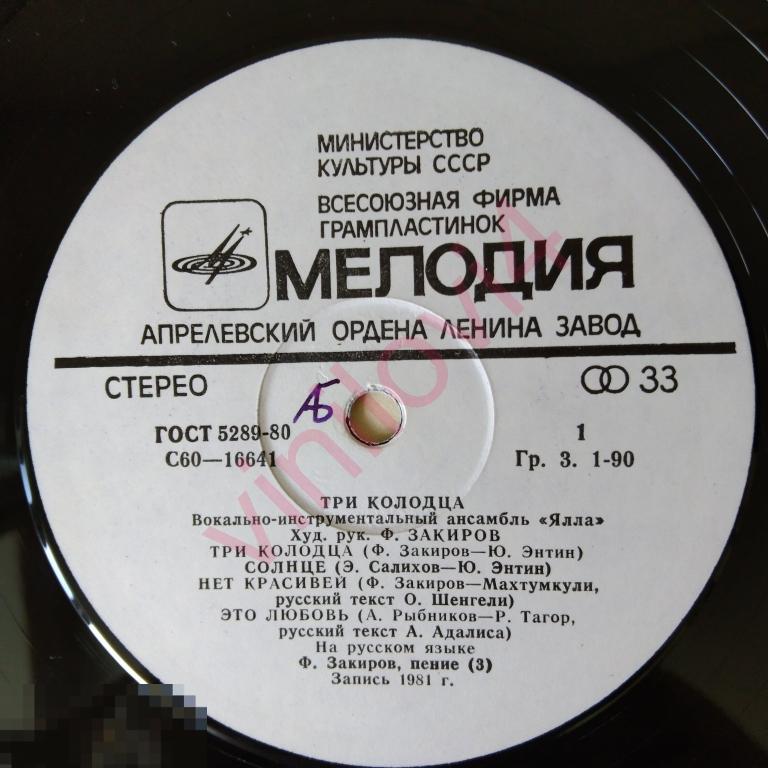 МИНИСТЕРСТВО
КУЛЬТУРЫ СССР
ВСЕСОЮЗНАЯ ФИРМА
ГРАМПЛАСТИНОК
МЕЛОДИЯ
АПРЕЛЕВСКИЙ ОРДЕНА ЛЕНИНА ЗАВОД
СТЕРЕО 33
АБ
ГОСТ 5289-80 1
С60—16641 Гр. 3. 1-90
ТРИ КОЛОДЦА
Вокально-инструментальный ансамбль «Ялла»
Худ. рук. Ф. ЗАКИРОВ
ТРИ КОЛОДЦА (Ф. Закиров—Ю. Энтин)
СОЛНЦЕ (Э. Салихов—Ю. Энтин)
НЕТ КРАСИВЕЙ (Ф. Закиров—Махтумкули,
русский текст О. Шенгели)
ЭТО ЛЮБОВЬ (А. Рыбников—Р. Тагор,
русский текст А. Адалиса)
На русском языке
Ф. Закиров, пение (3)
Запись 1981 г.
vinilovi4